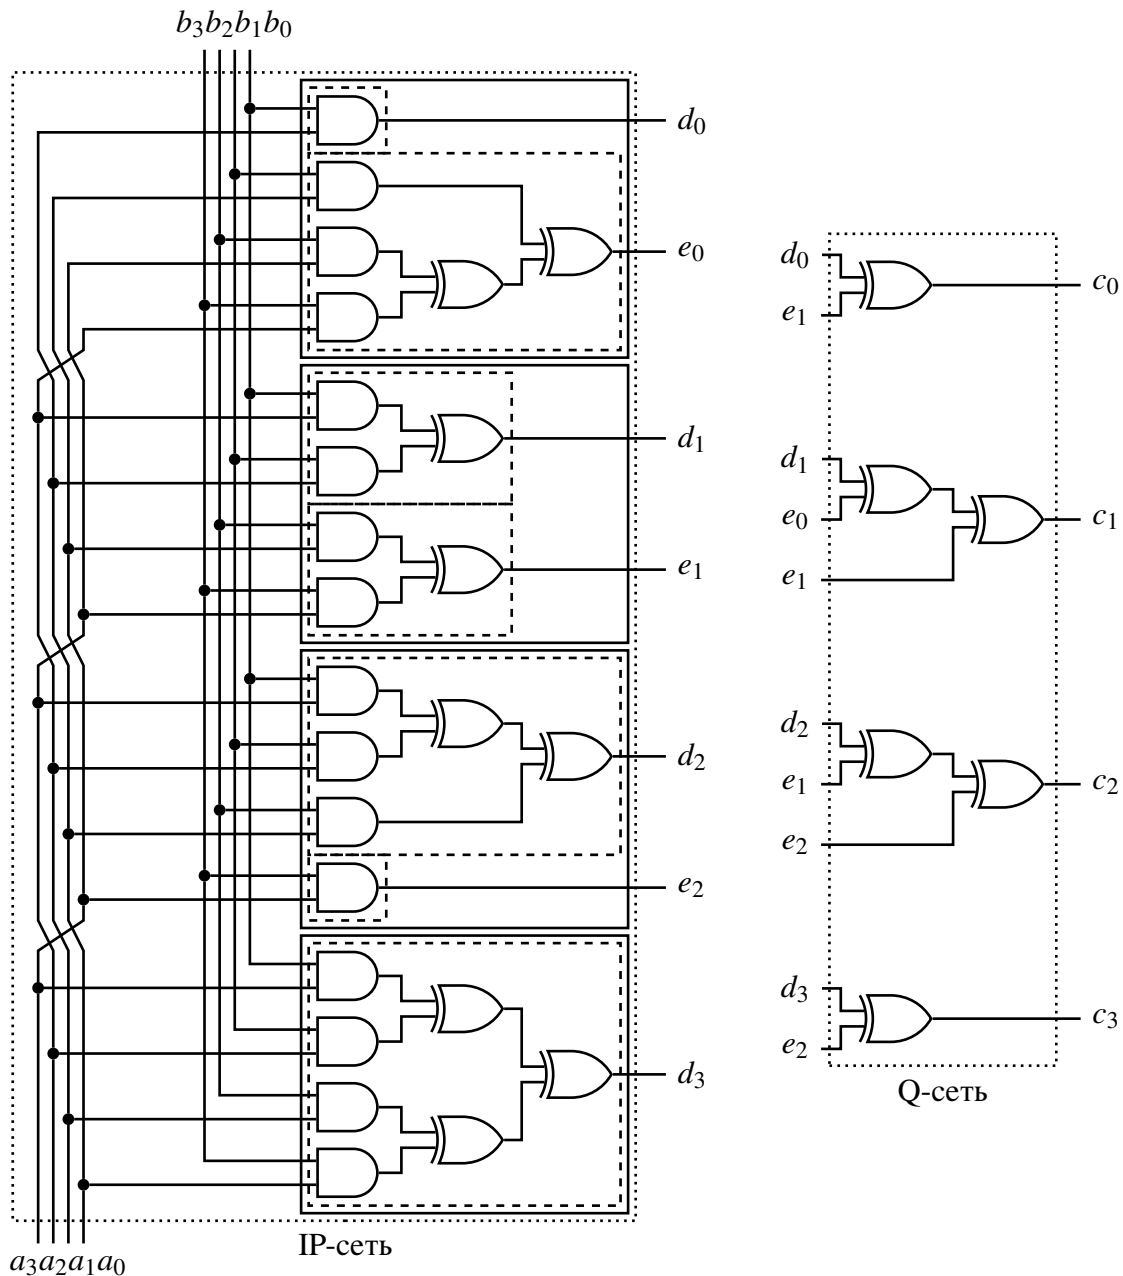 b₃b₂b₁b₀
d₀
e₀
d₁
e₁
d₂
e₂
d₃
IP-сеть
a₃a₂a₁a₀
d₀
e₁
c₀
d₁
e₀
e₁
c₁
d₂
e₁
e₂
c₂
d₃
e₂
c₃
Q-сеть